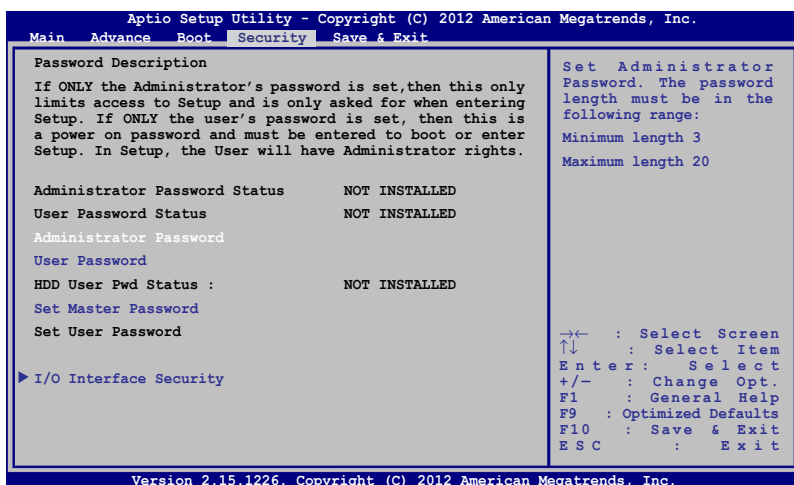 Aptio Setup Utility - Copyright (C) 2012 American Megatrends, Inc.
Main Advance Boot Security Save & Exit
Password Description
If ONLY the Administrator's password is set,then this only
limits access to Setup and is only asked for when entering
Setup. If ONLY the user's password is set, then this is
a power on password and must be entered to boot or enter
Setup. In Setup, the User will have Administrator rights.
Administrator Password Status NOT INSTALLED
User Password Status NOT INSTALLED
Administrator Password
User Password
HDD User Pwd Status : NOT INSTALLED
Set Master Password
Set User Password
I/O Interface Security
Set Administrator
Password. The password
length must be in the
following range:
Minimum length 3
Maximum length 20
→← : Select Screen
↑↓ : Select Item
Enter: Select
+/— : Change Opt.
F1 : General Help
F9 : Optimized Defaults
F10 : Save & Exit
ESC : Exit
Version 2.15.1226. Copyright (C) 2012 American Megatrends, Inc.